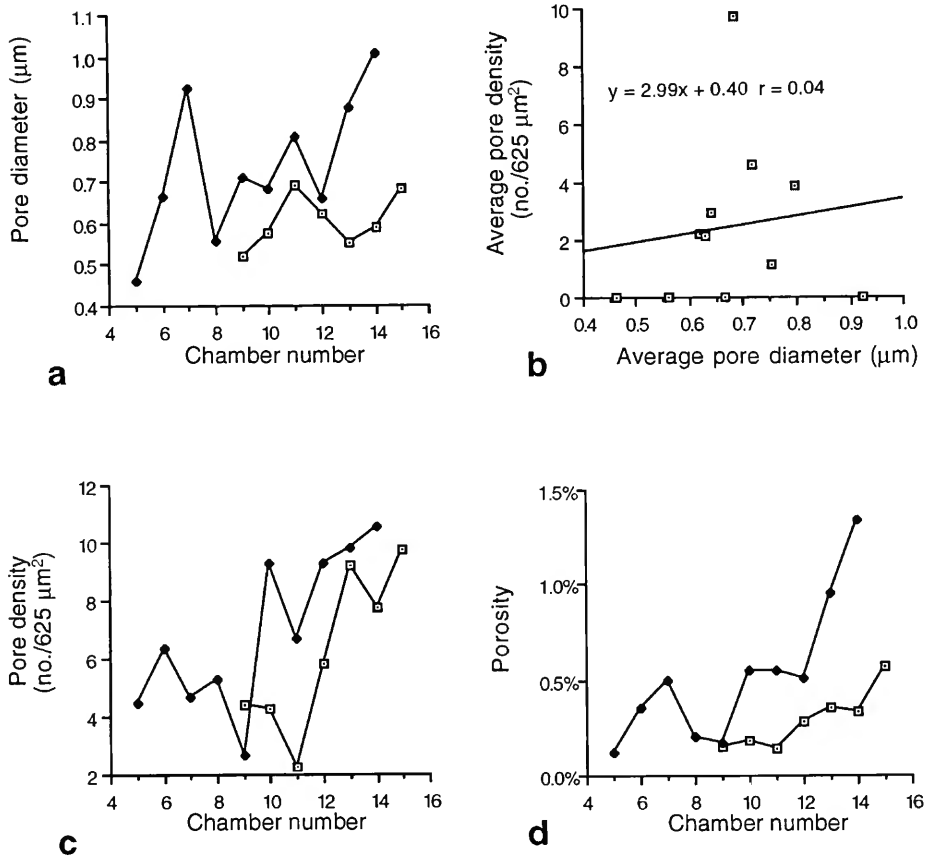 1.1
1.0
0.9
0.8
0.7
0.6
0.5
0.4
Pore diameter (μm)
4 6 8 10 12 14 16
Chamber number
a
10
8
6
4
2
0
Average pore density
(no./625 μm²)
y = 2.99x + 0.40 r = 0.04
0.4 0.5 0.6 0.7 0.8 0.9 1.0
Average pore diameter (μm)
b
12
10
8
6
4
2
Pore density
(no./625 μm²)
4 6 8 10 12 14 16
Chamber number
c
1.5%
1.0%
0.5%
0.0%
Porosity
4 6 8 10 12 14 16
Chamber number
d